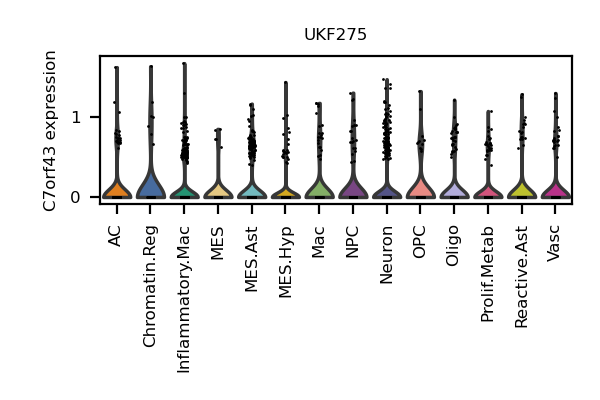 UKF275
C7orf43 expression
1
0
AC
Chromatin.Reg
Inflammatory.Mac
MES
MES.Ast
MES.Hyp
Mac
NPC
Neuron
OPC
Oligo
Prolif.Metab
Reactive.Ast
Vasc